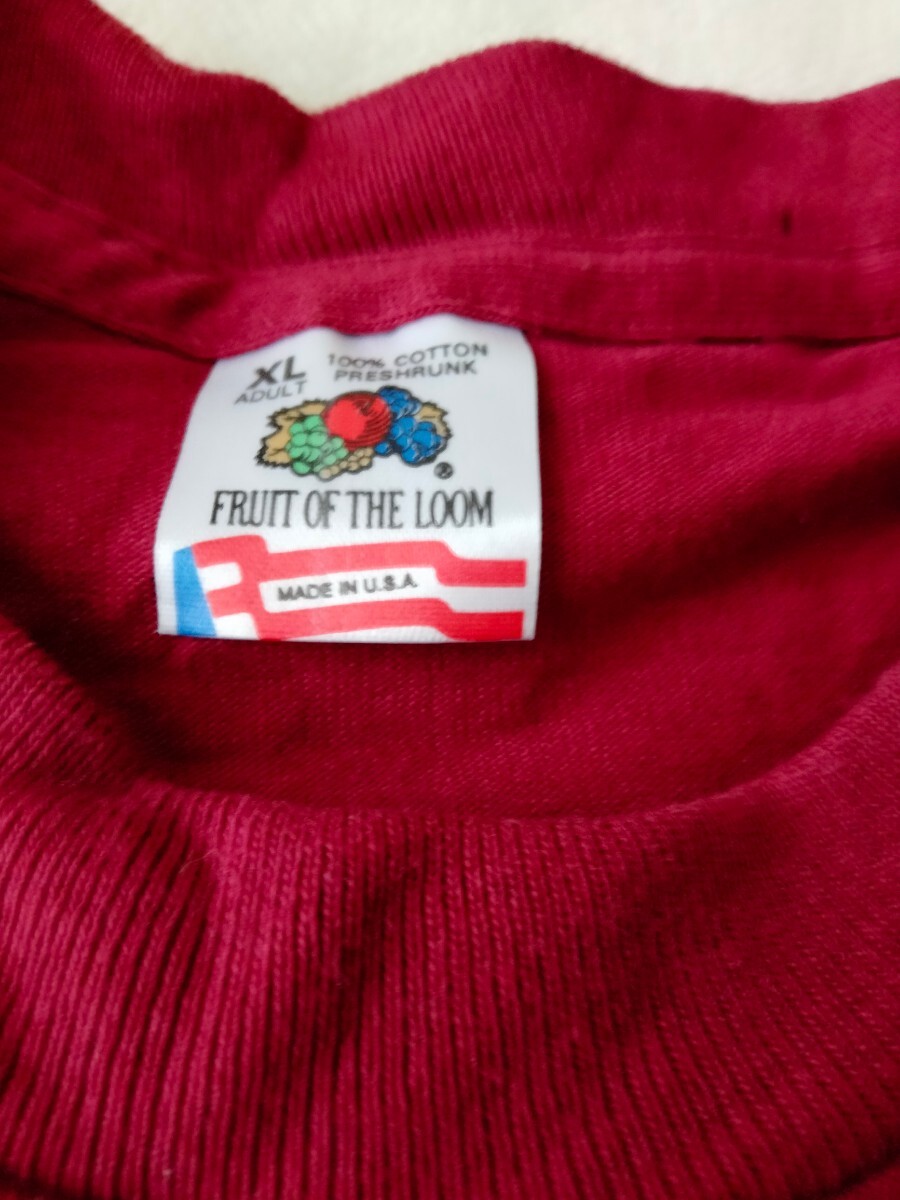 XL
ADULT
100% COTTON
PRESHRUNK
®
FRUIT OF THE LOOM
MADE IN U.S.A.